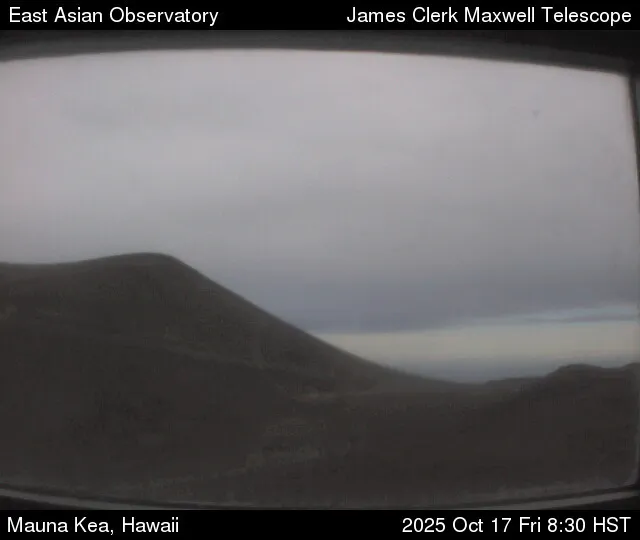 East Asian Observatory
James Clerk Maxwell Telescope
Mauna Kea, Hawaii
2025 Oct 17 Fri 8:30 HST